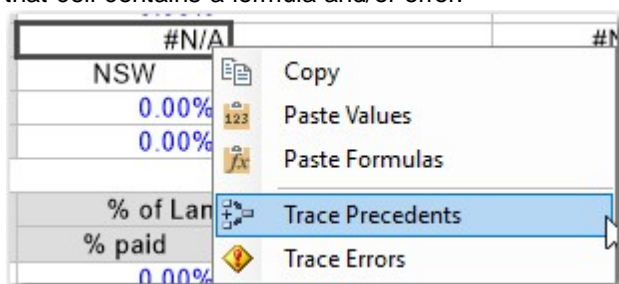 that cell contains a formula and/or error.
#N/A
NSW Copy
0.00% Paste Values
0.00% Paste Formulas
% of Lan Trace Precedents
% paid Trace Errors
0.00%